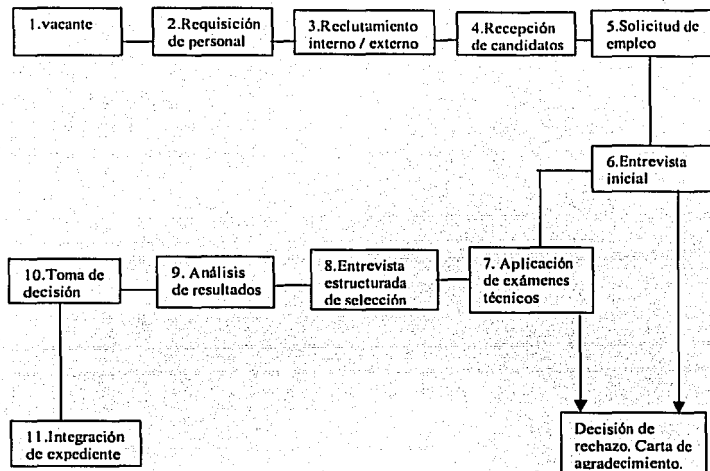 1.vacante
2.Requisición
de personal
3.Reclutamiento
interno / externo
4.Recepción
de candidatos
5.Solicitud de
empleo
6.Entrevista
inicial
7. Aplicación
de exámenes
técnicos
8.Entrevista
estructurada
de selección
9. Análisis
de resultados
10.Toma de
decisión
11.Integración
de expediente
Decisión de
rechazo. Carta de
agradecimiento.